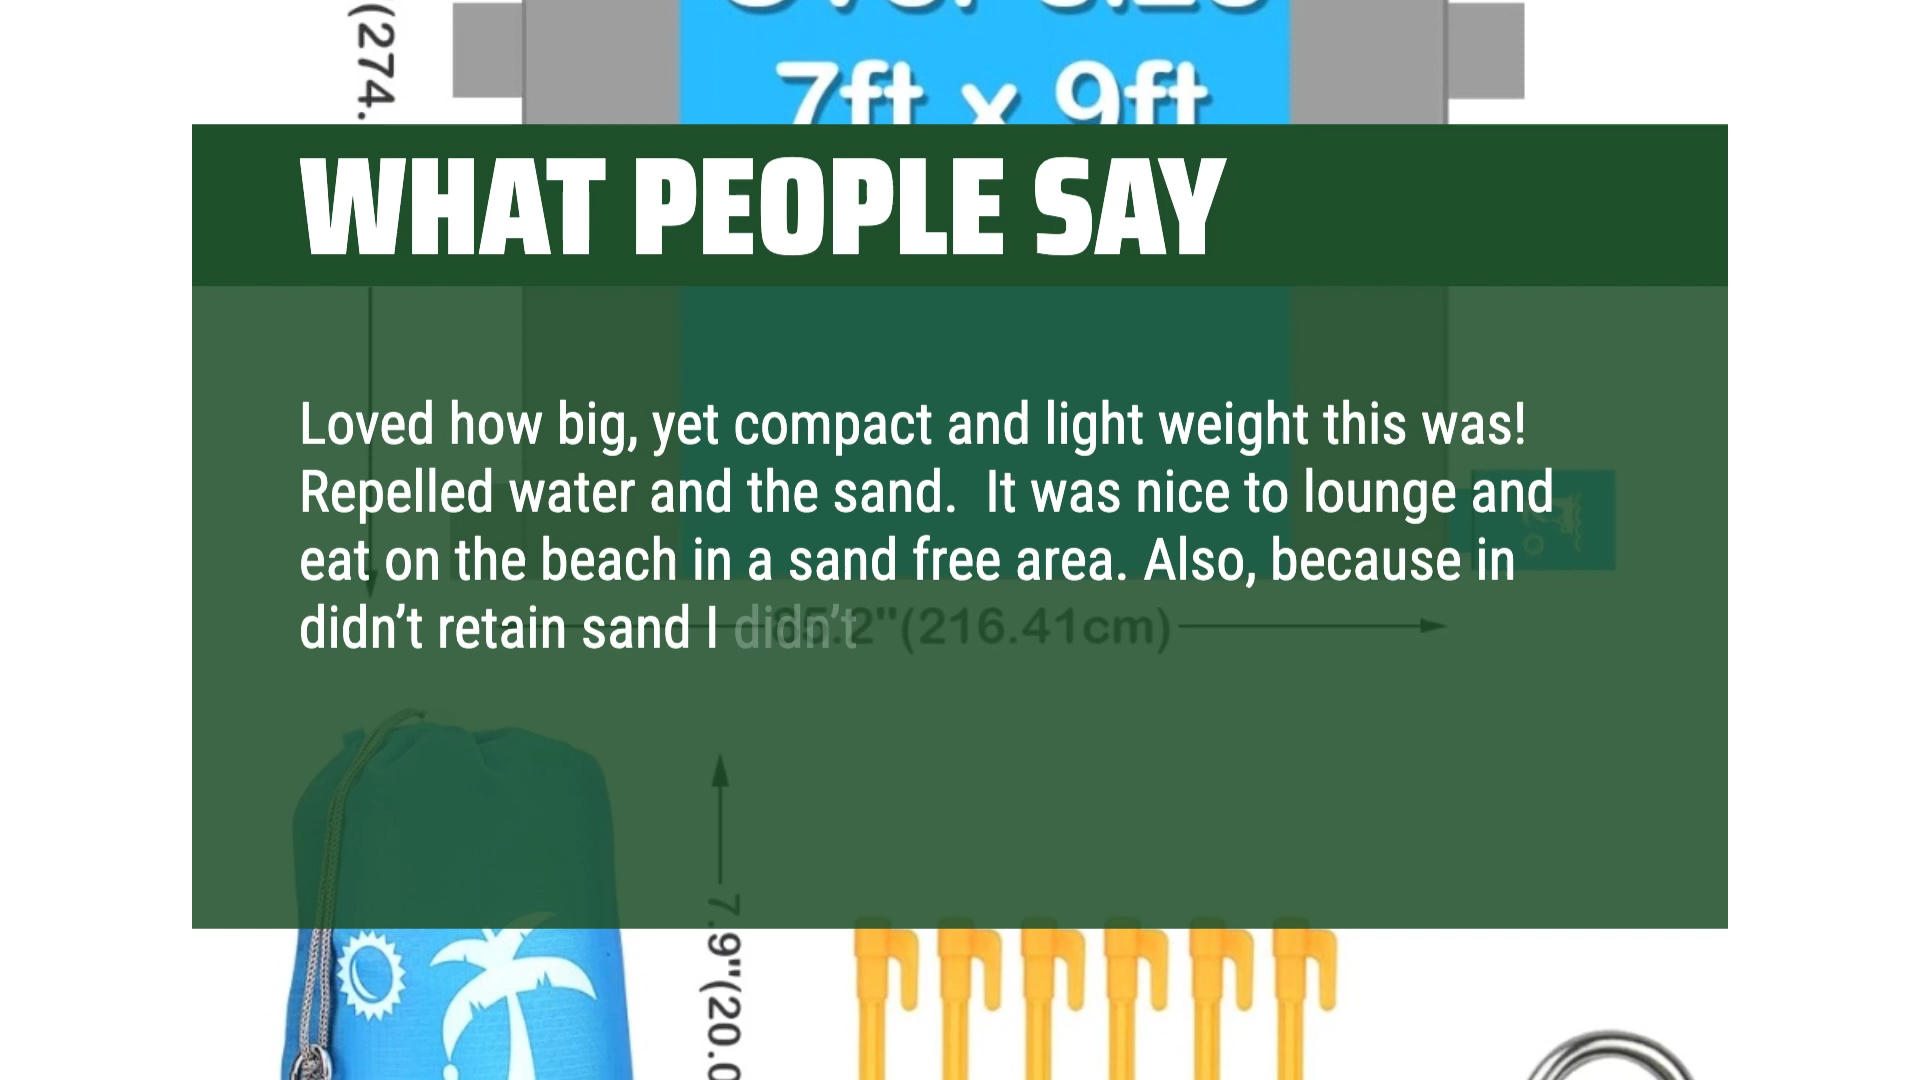 (274.
7ft x 9ft
WHAT PEOPLE SAY
Loved how big, yet compact and light weight this was!
Repelled water and the sand.  It was nice to lounge and
eat on the beach in a sand free area. Also, because in
didn’t retain sand I didn’t
2"(216.41cm)
7.9"(20.0